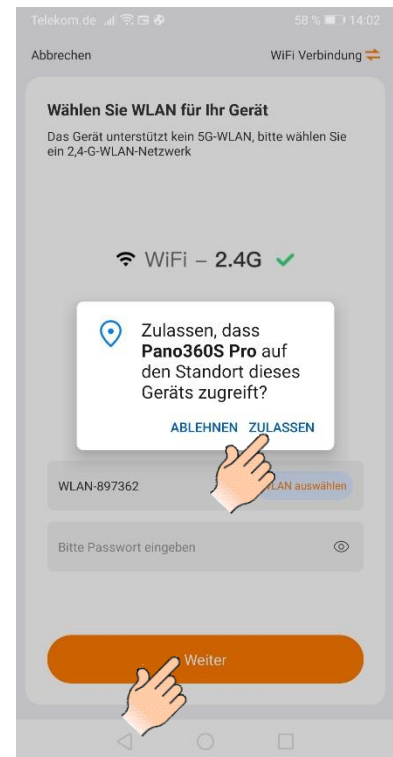 Telekom.de 58 % 14:02
Abbrechen WiFi Verbindung
Wählen Sie WLAN für Ihr Gerät
Das Gerät unterstützt kein 5G-WLAN, bitte wählen Sie
ein 2,4-G-WLAN-Netzwerk
WiFi – 2.4G
Zulassen, dass
Pano360S Pro auf
den Standort dieses
Geräts zugreift?
ABLEHNEN ZULASSEN
WLAN-897362 WLAN auswählen
Bitte Passwort eingeben
Weiter